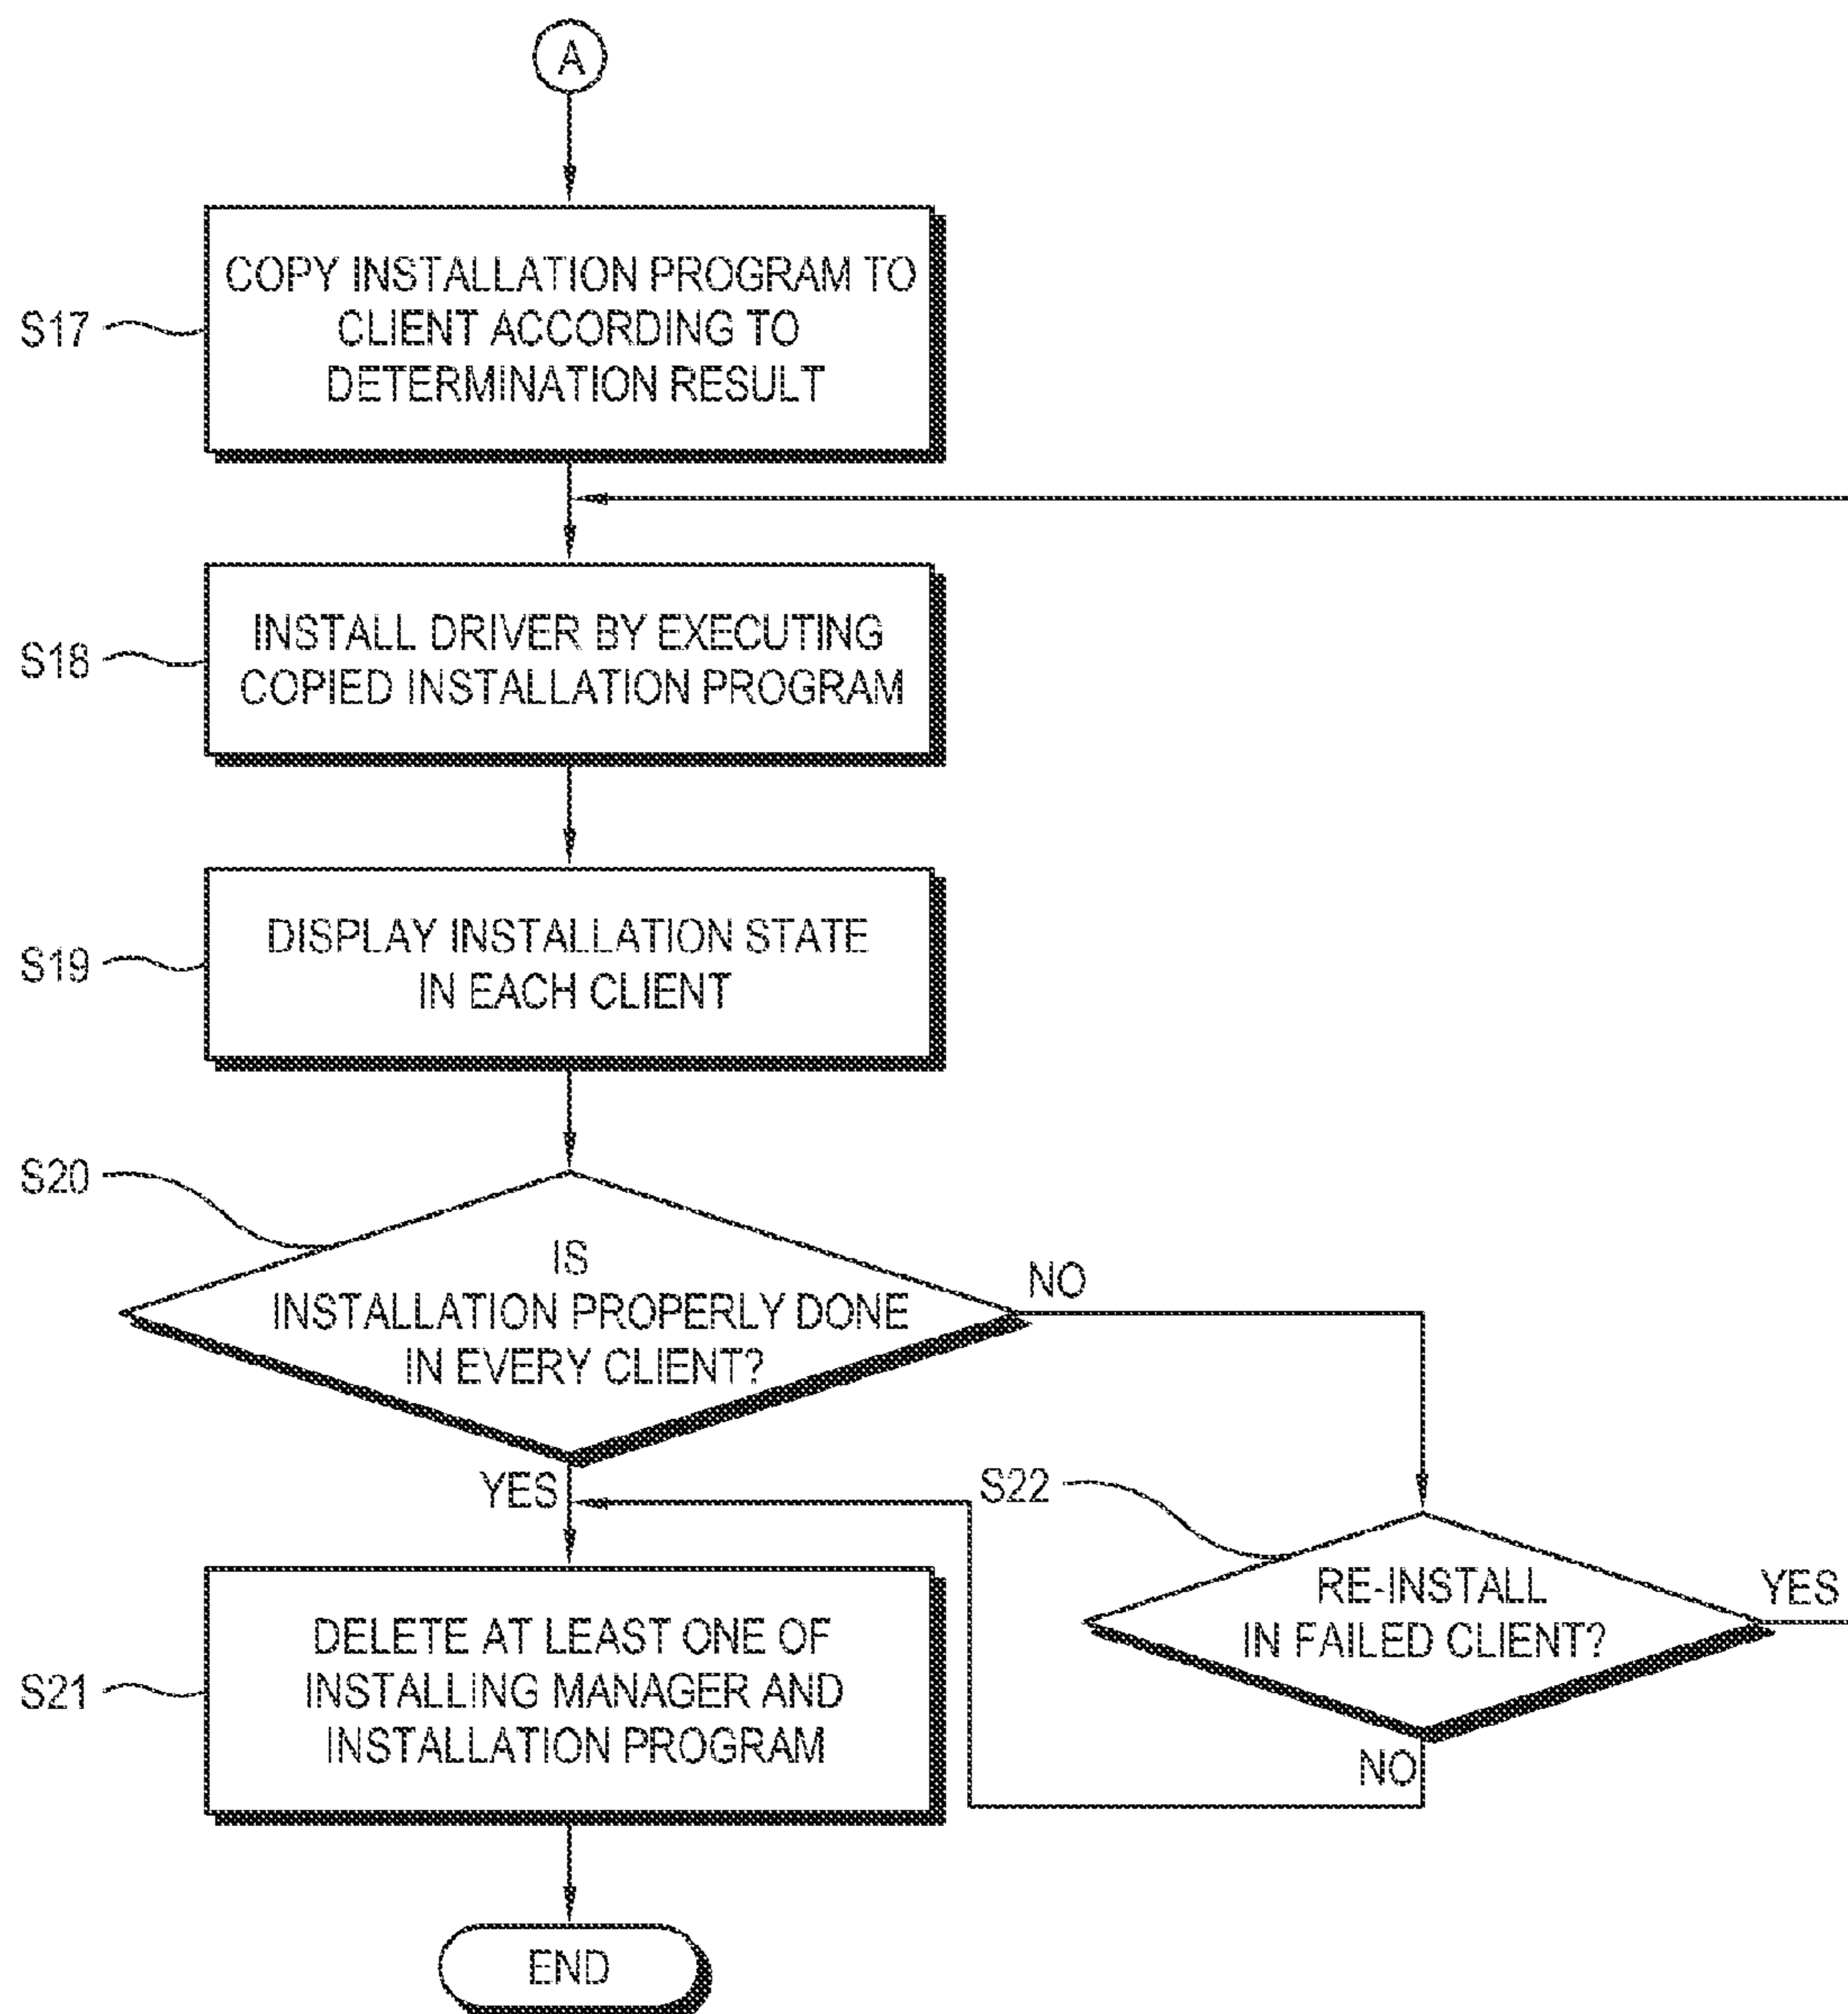 A
S17
COPY INSTALLATION PROGRAM TO
CLIENT ACCORDING TO
DETERMINATION RESULT
S18
INSTALL DRIVER BY EXECUTING
COPIED INSTALLATION PROGRAM
S19
DISPLAY INSTALLATION STATE
IN EACH CLIENT
S20
IS
INSTALLATION PROPERLY DONE
IN EVERY CLIENT?
NO
YES
S22
RE-INSTALL
IN FAILED CLIENT?
YES
NO
S21
DELETE AT LEAST ONE OF
INSTALLING MANAGER AND
INSTALLATION PROGRAM
END